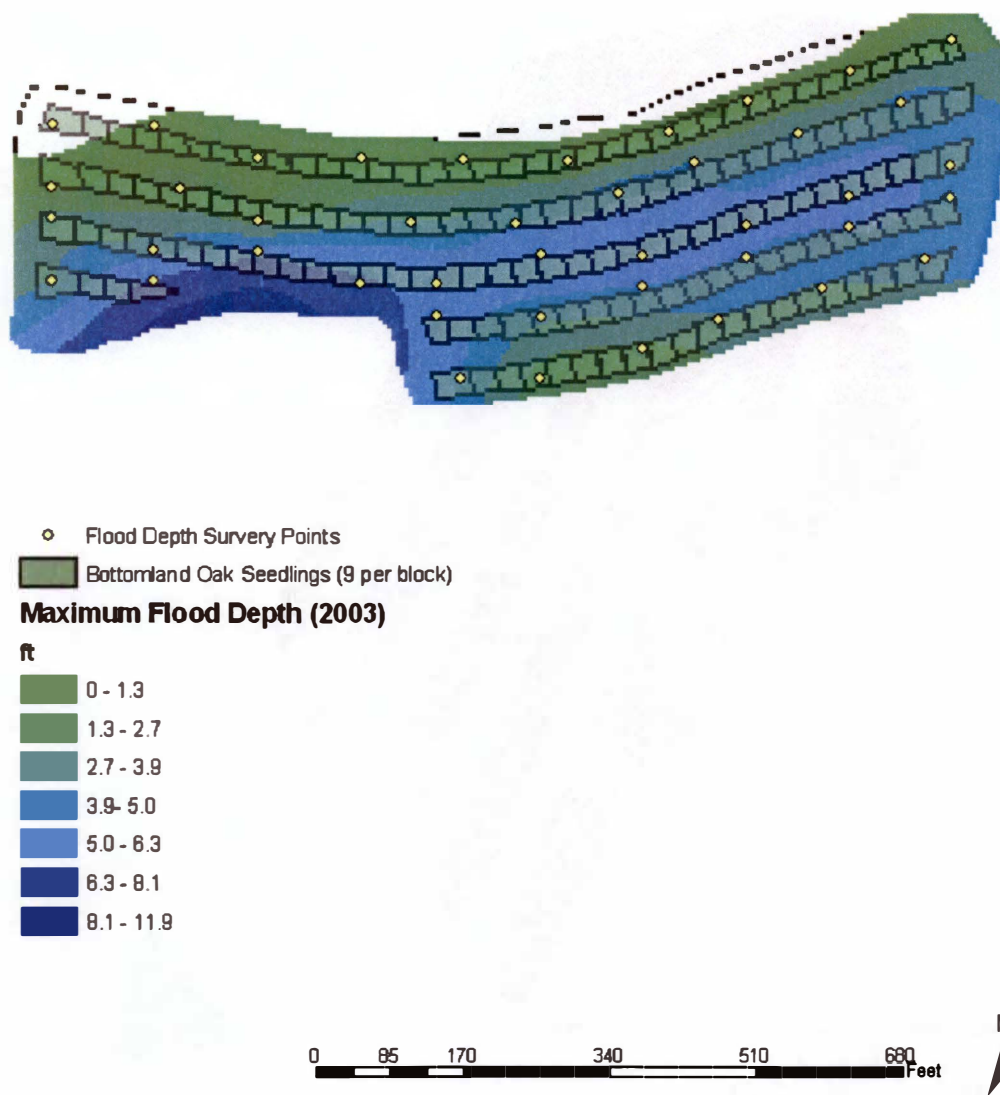 Flood Depth Survery Points
Bottomland Oak Seedlings (9 per block)
Maximum Flood Depth (2003)
ft
0 - 1.3
1.3 - 2.7
2.7 - 3.9
3.9- 5.0
5.0 - 6.3
6.3 - 8.1
8.1 - 11.9
0 85 170 340 510 680
Feet